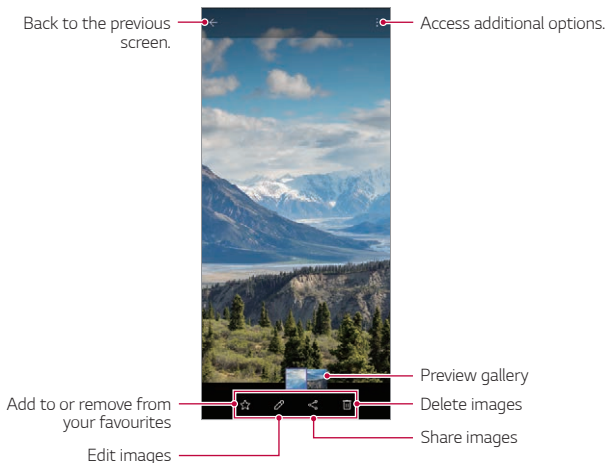 Back to the previous
screen.
Access additional options.
Preview gallery
Add to or remove from
your favourites
Delete images
Share images
Edit images